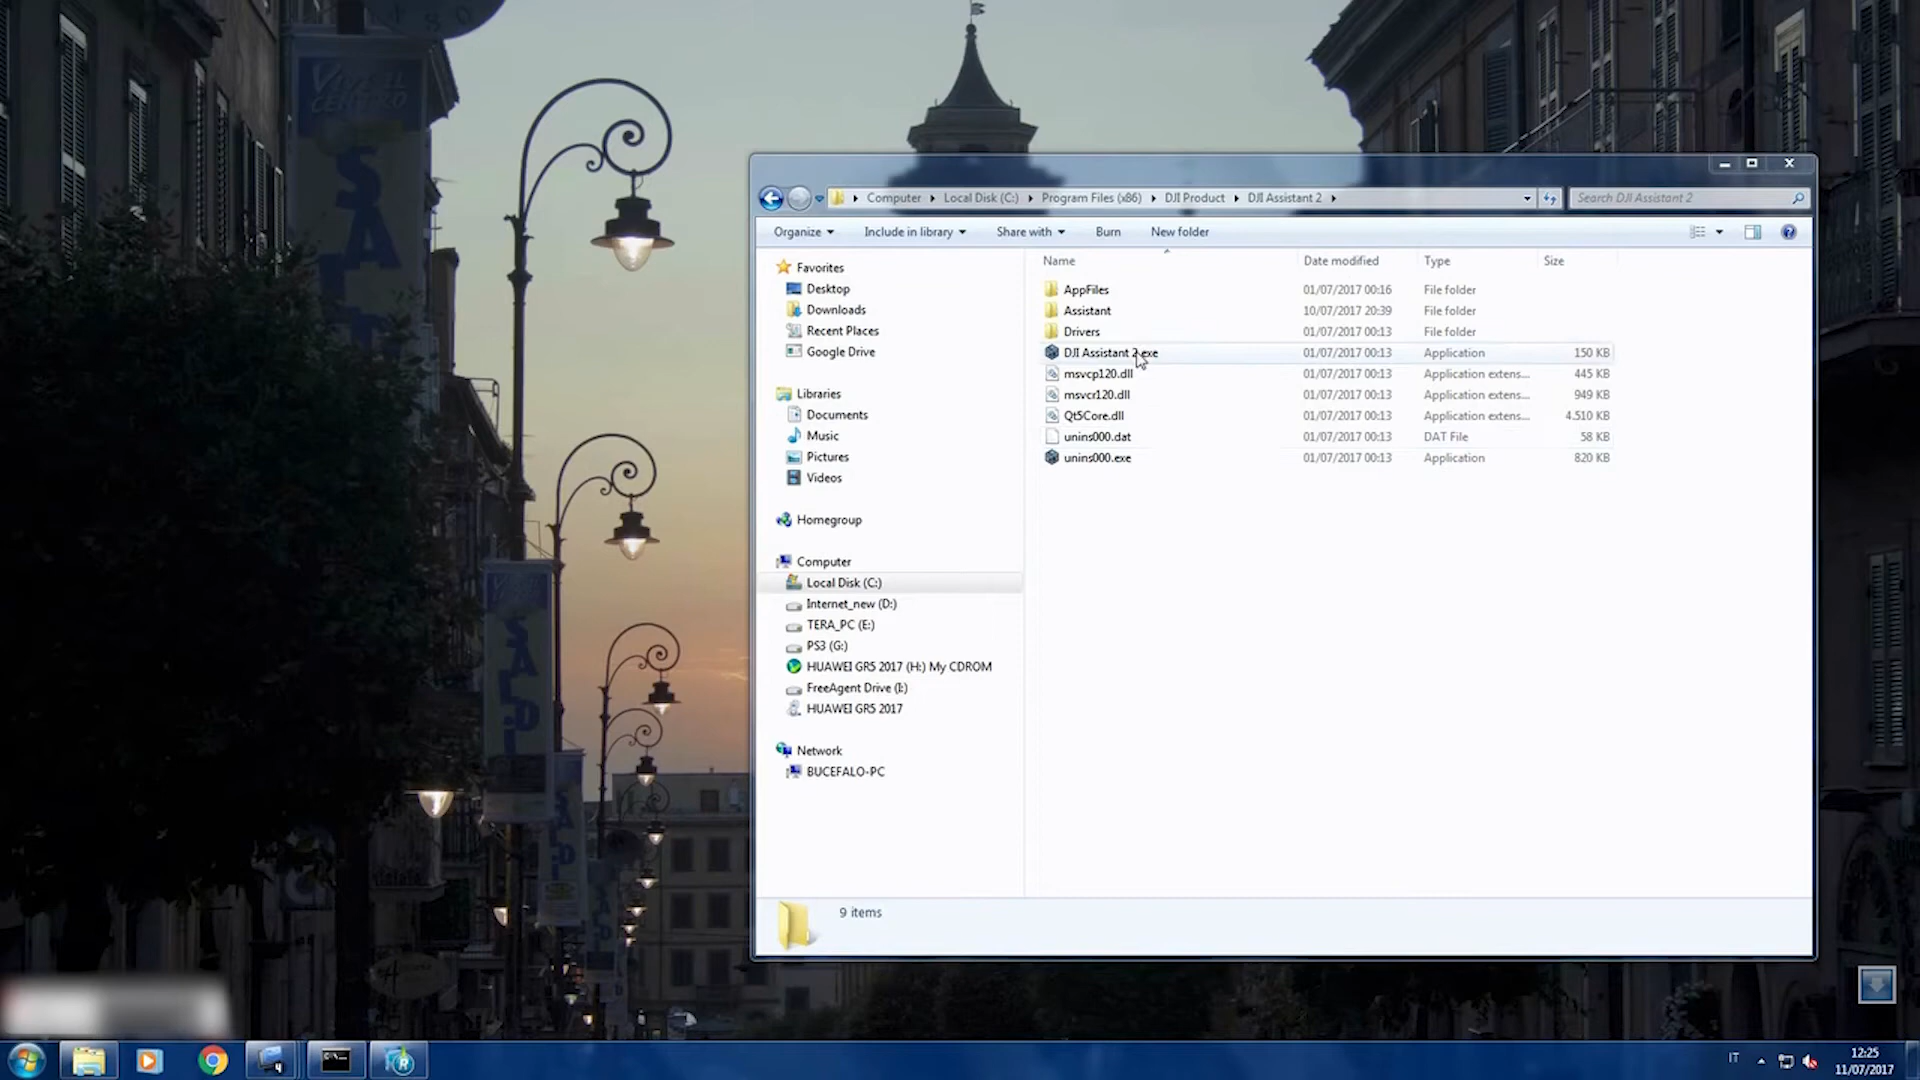 VIVE IL
CENTRO
SALDI
SALDI
Computer ▸ Local Disk (C:) ▸ Program Files (x86) ▸ DJI Product ▸ DJI Assistant 2 ▸
Search DJI Assistant 2
Organize
Include in library
Share with
Burn
New folder
Name Date modified Type Size
Favorites
Desktop
Downloads
Recent Places
Google Drive
Libraries
Documents
Music
Pictures
Videos
Homegroup
Computer
Local Disk (C:)
Internet_new (D:)
TERA_PC (E:)
PS3 (G:)
HUAWEI GR5 2017 (H:) My CDROM
FreeAgent Drive (I:)
HUAWEI GR5 2017
Network
BUCEFALO-PC
AppFiles 01/07/2017 00:16 File folder
Assistant 10/07/2017 20:39 File folder
Drivers 01/07/2017 00:13 File folder
DJI Assistant 2.exe 01/07/2017 00:13 Application 150 KB
msvcp120.dll 01/07/2017 00:13 Application extens... 445 KB
msvcr120.dll 01/07/2017 00:13 Application extens... 949 KB
Qt5Core.dll 01/07/2017 00:13 Application extens... 4.510 KB
unins000.dat 01/07/2017 00:13 DAT File 58 KB
unins000.exe 01/07/2017 00:13 Application 820 KB
9 items
IT
12:25
11/07/2017